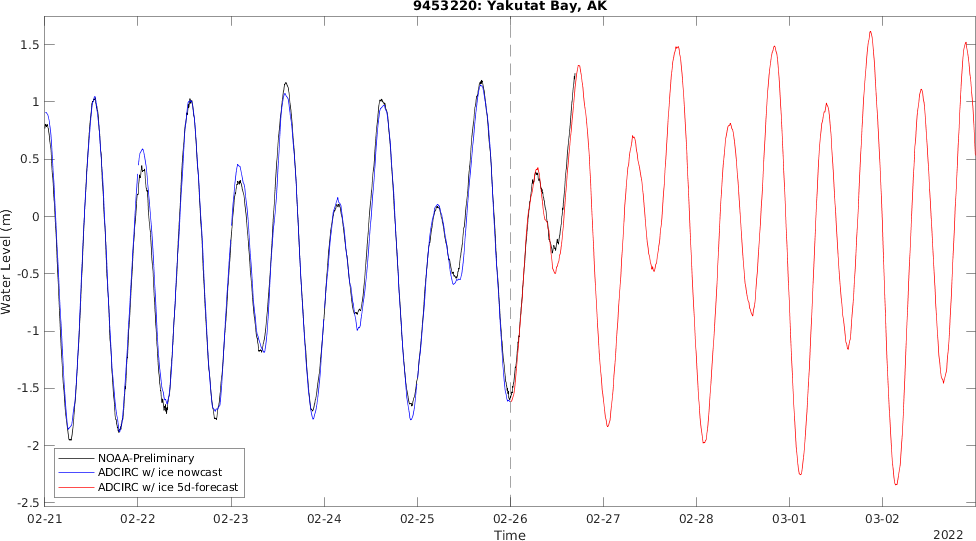 9453220: Yakutat Bay, AK
1.5
1
0.5
0
-0.5
-1
-1.5
-2
-2.5
Water Level (m)
NOAA-Preliminary
ADCIRC w/ ice nowcast
ADCIRC w/ ice 5d-forecast
02-21 02-22 02-23 02-24 02-25 02-26 02-27 02-28 03-01 03-02
Time
2022